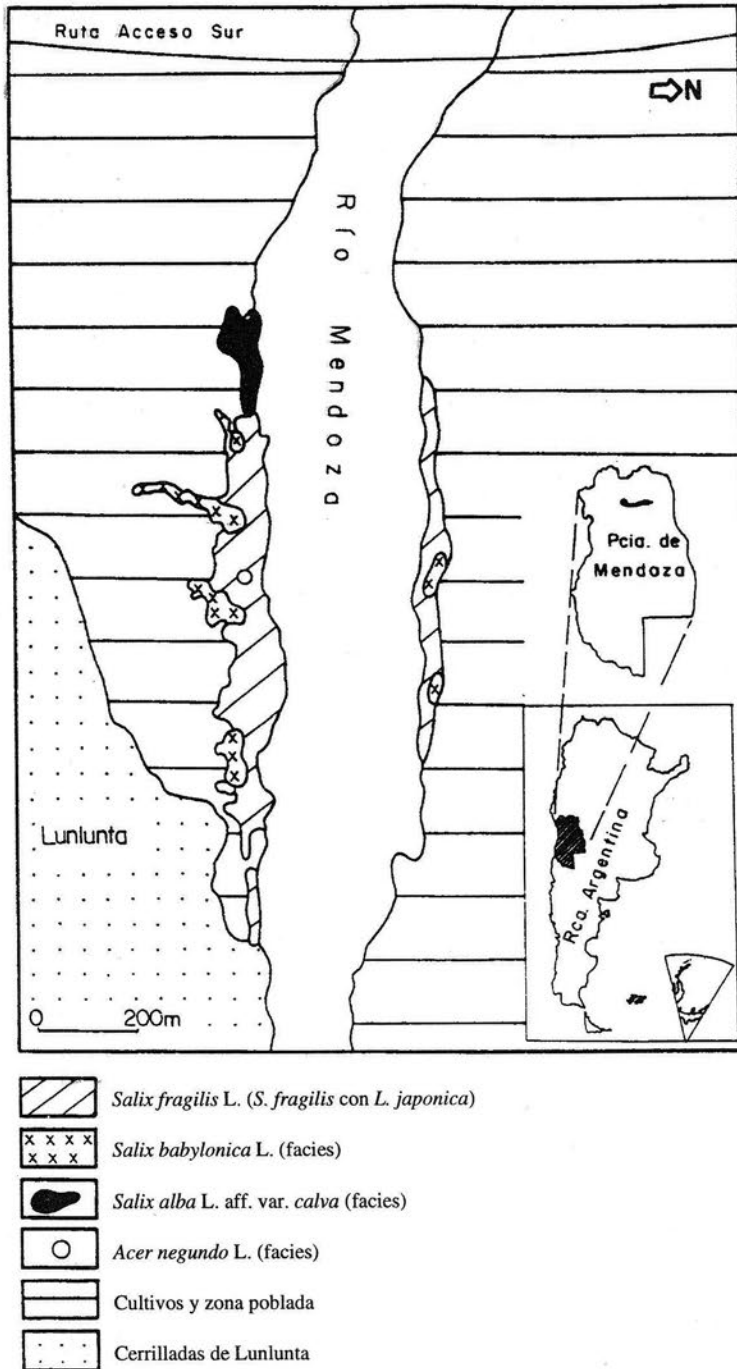 Ruta Acceso Sur
N
Río Mendoza
Pcia. de
Mendoza
Rca. Argentina
Lunlunta
0 200m
Salix fragilis L. (S. fragilis con L. japonica)
Salix babylonica L. (facies)
Salix alba L. aff. var. calva (facies)
Acer negundo L. (facies)
Cultivos y zona poblada
Cerrilladas de Lunlunta